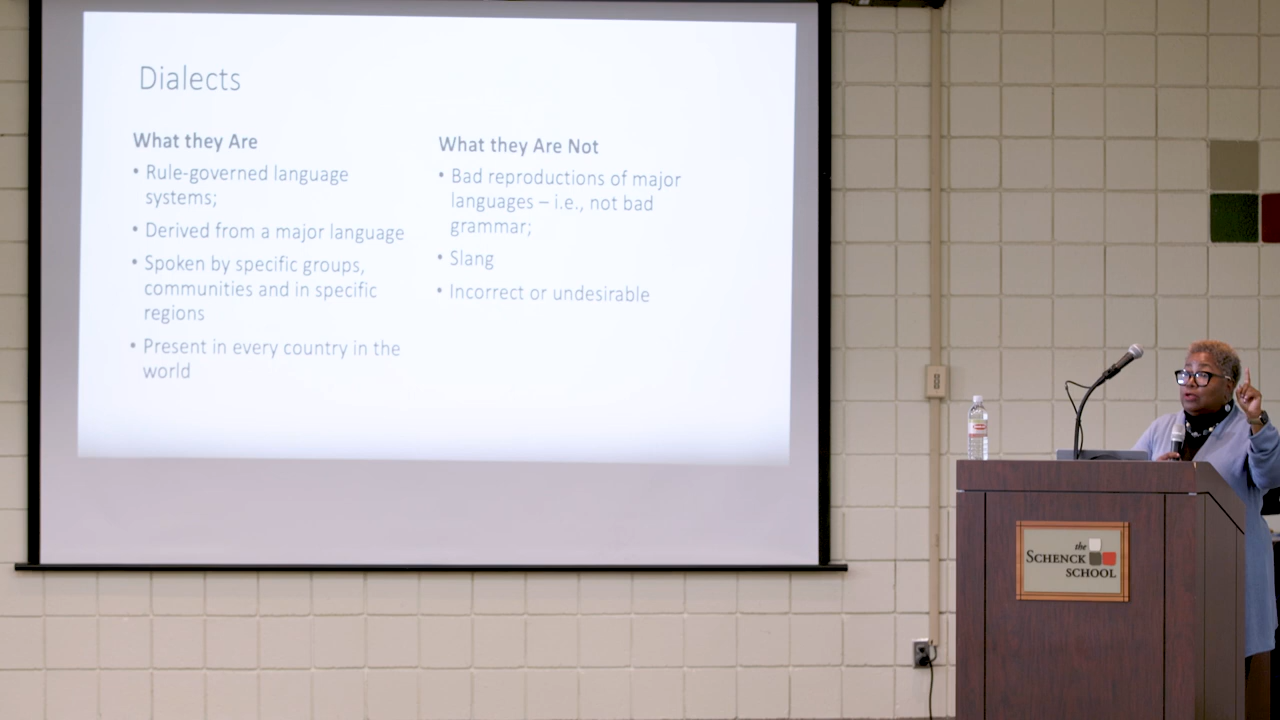 Dialects
What they Are
• Rule-governed language
systems;
• Derived from a major language
• Spoken by specific groups,
communities and in specific
regions
• Present in every country in the
world
What they Are Not
• Bad reproductions of major
languages – i.e., not bad
grammar;
• Slang
• Incorrect or undesirable
the
SCHENCK
SCHOOL